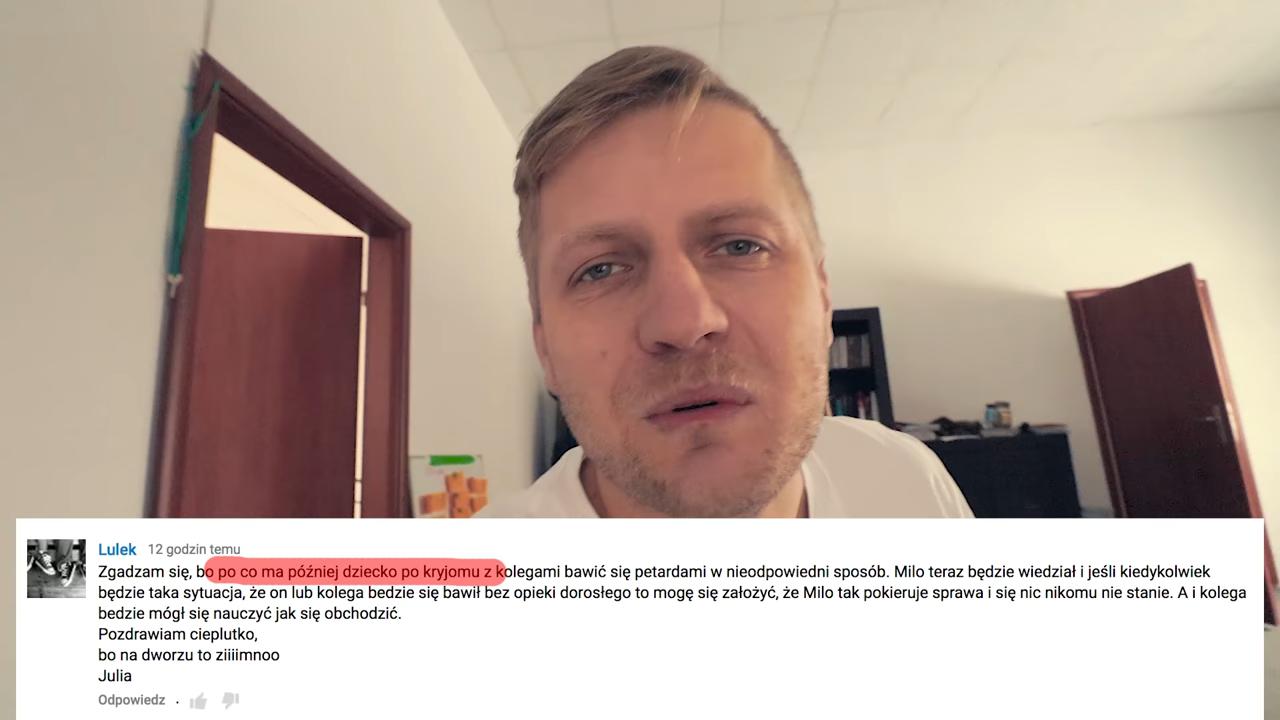 Lulek 12 godzin temu
Zgadzam się, bo po co ma później dziecko po kryjomu z kolegami bawić się petardami w nieodpowiedni sposób. Milo teraz będzie wiedział i jeśli kiedykolwiek
będzie taka sytuacja, że on lub kolega bedzie się bawił bez opieki dorosłego to mogę się założyć, że Milo tak pokieruje sprawa i się nic nikomu nie stanie. A i kolega
bedzie mógł się nauczyć jak się obchodzić.
Pozdrawiam cieplutko,
bo na dworzu to ziiiimnoo
Julia
Odpowiedz .